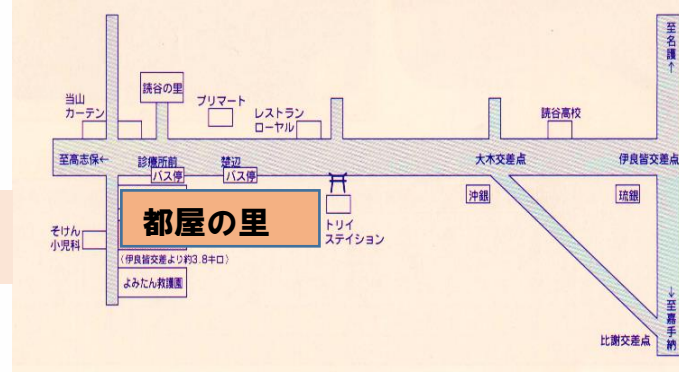 至名護↑
読谷の里
当山
カーテン
プリマート
レストラン
ローヤル
読谷高校
至高志保←
診療所前
バス停
楚辺
バス停
大木交差点
伊良皆交差点
都屋の里
トリイ
ステイション
沖銀
琉銀
そけん
小児科
(伊良皆交差より約3.8キロ)
よみたん救護園
↓至嘉手納
比謝交差点